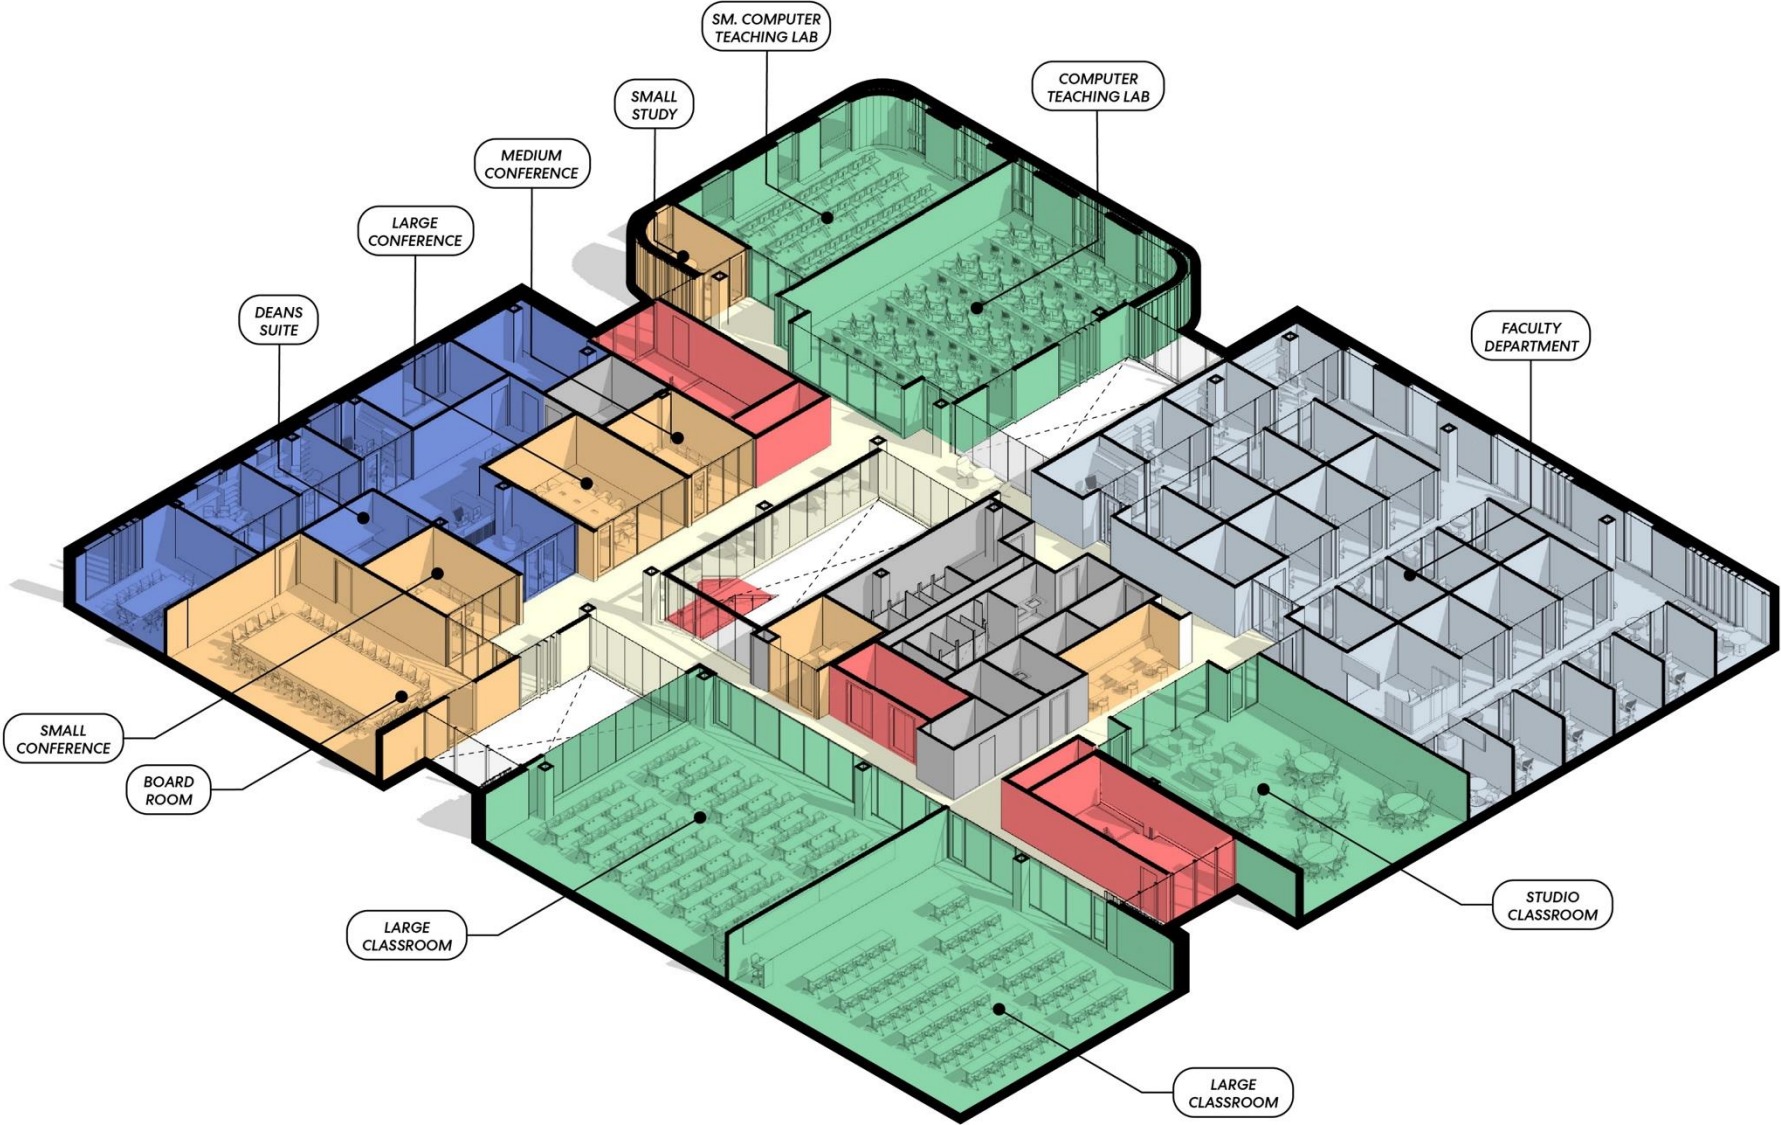 SM. COMPUTER
TEACHING LAB
COMPUTER
TEACHING LAB
SMALL
STUDY
MEDIUM
CONFERENCE
LARGE
CONFERENCE
DEANS
SUITE
FACULTY
DEPARTMENT
SMALL
CONFERENCE
BOARD
ROOM
LARGE
CLASSROOM
STUDIO
CLASSROOM
LARGE
CLASSROOM